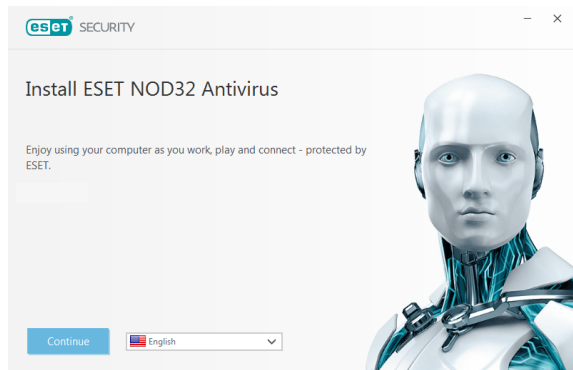 eset SECURITY
Install ESET NOD32 Antivirus
Enjoy using your computer as you work, play and connect - protected by
ESET.
Continue
English